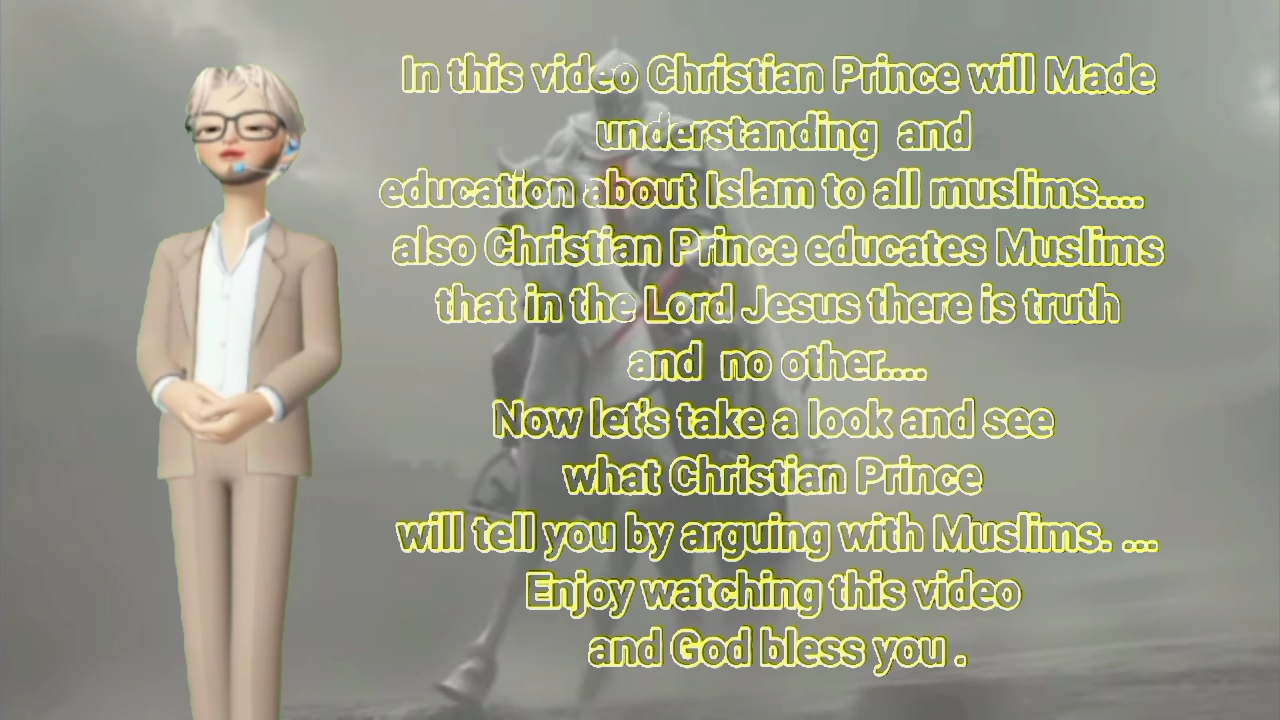 In this video Christian Prince will Made
understanding and
education about Islam to all muslims....
also Christian Prince educates Muslims
that in the Lord Jesus there is truth
and no other....
Now let's take a look and see
what Christian Prince
will tell you by arguing with Muslims. ...
Enjoy watching this video
and God bless you .